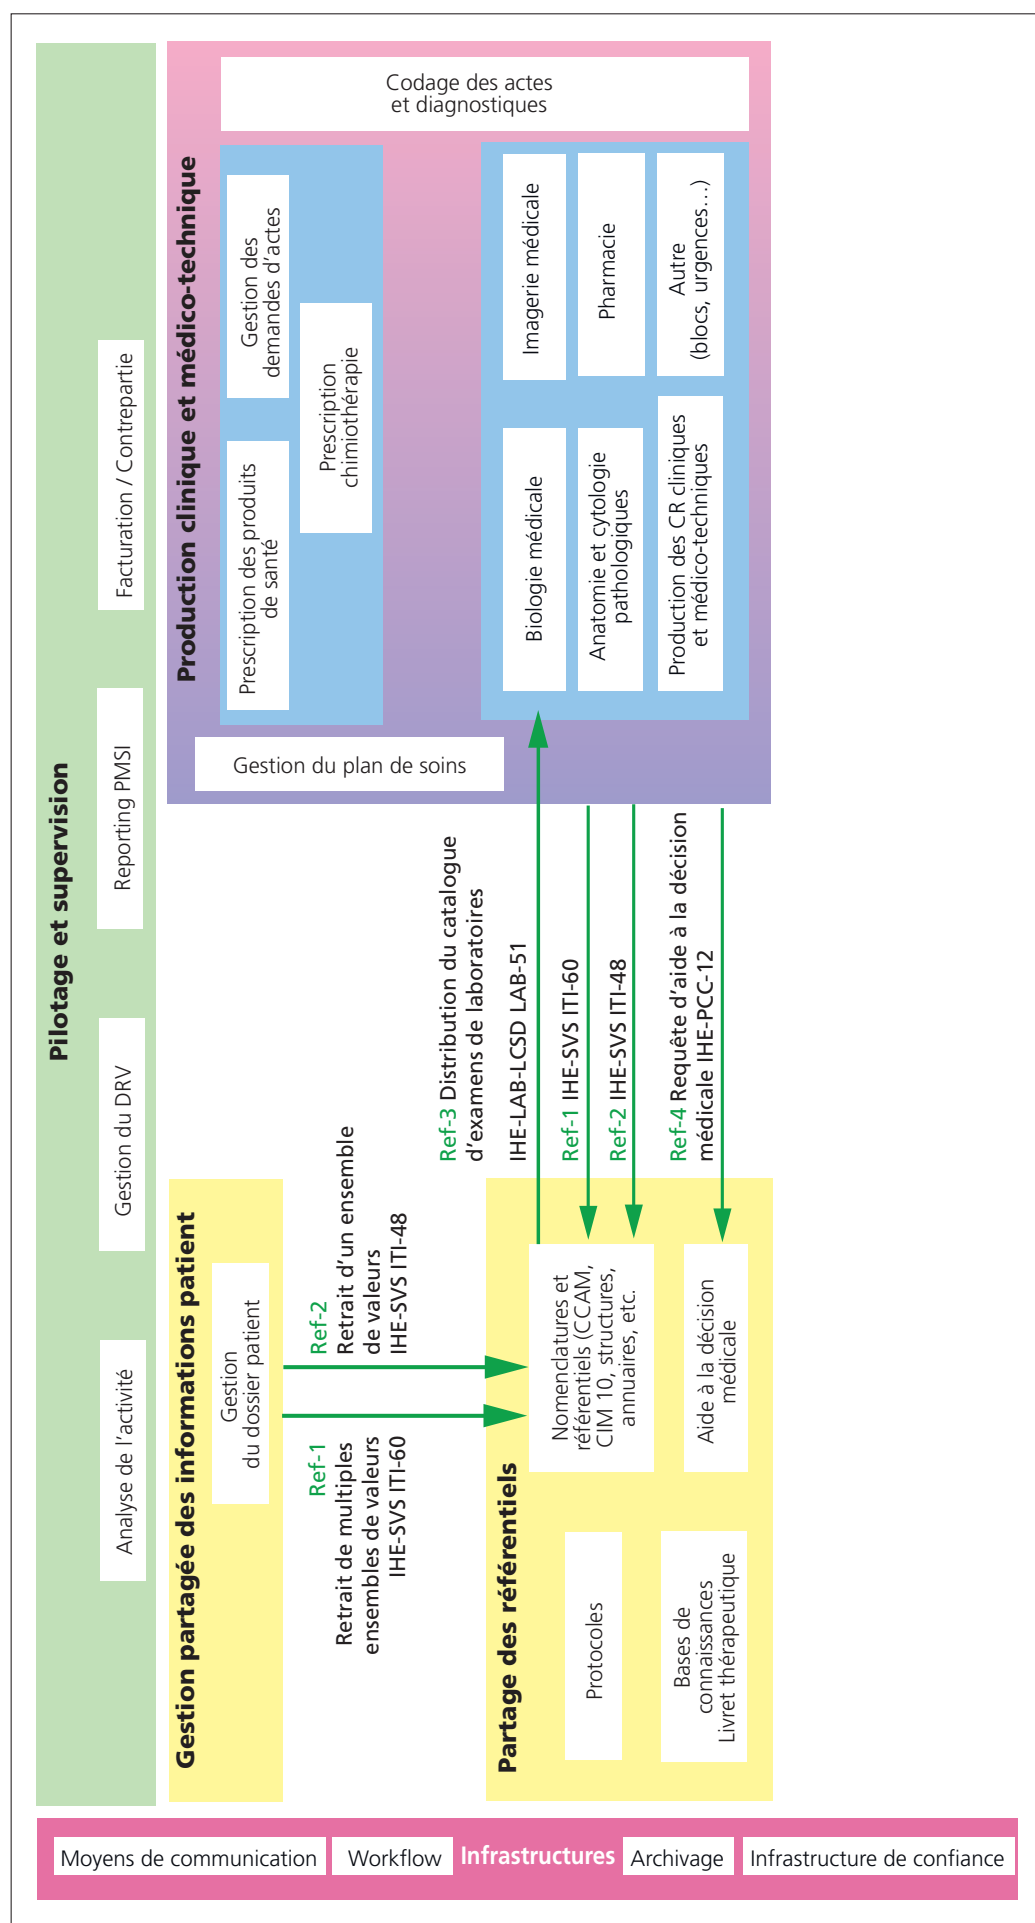 Pilotage et supervision
Analyse de l'activité
Gestion du DRV
Reporting PMSI
Facturation / Contrepartie
Gestion partagée des informations patient
Gestion
du dossier patient
Ref-1
Retrait de multiples
ensembles de valeurs
IHE-SVS ITI-60
Ref-2
Retrait d'un ensemble
de valeurs
IHE-SVS ITI-48
Partage des référentiels
Protocoles
Bases de
connaissances
Livret thérapeutique
Nomenclatures et
référentiels (CCAM,
CIM 10, structures,
annuaires, etc.
Aide à la décision
médicale
Ref-3 Distribution du catalogue
d'examens de laboratoires
IHE-LAB-LCSD LAB-51
Ref-1 IHE-SVS ITI-60
Ref-2 IHE-SVS ITI-48
Ref-4 Requête d'aide à la décision
médicale IHE-PCC-12
Production clinique et médico-technique
Gestion du plan de soins
Prescription des produits
de santé
Gestion des
demandes d'actes
Prescription
chimiothérapie
Biologie médicale
Imagerie médicale
Anatomie et cytologie
pathologiques
Pharmacie
Production des CR cliniques
et médico-techniques
Autre
(blocs, urgences…)
Codage des actes
et diagnostiques
Moyens de communication
Workflow
Infrastructures
Archivage
Infrastructure de confiance